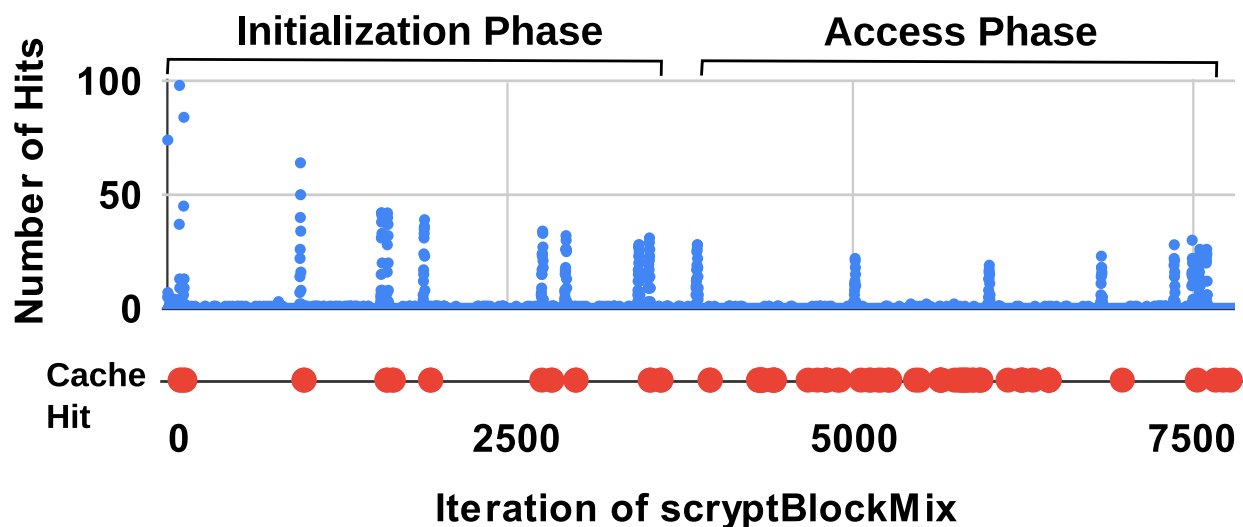 Initialization Phase
Access Phase
Number of Hits
100
50
0
Cache
Hit
0
2500
5000
7500
Iteration of scryptBlockMix